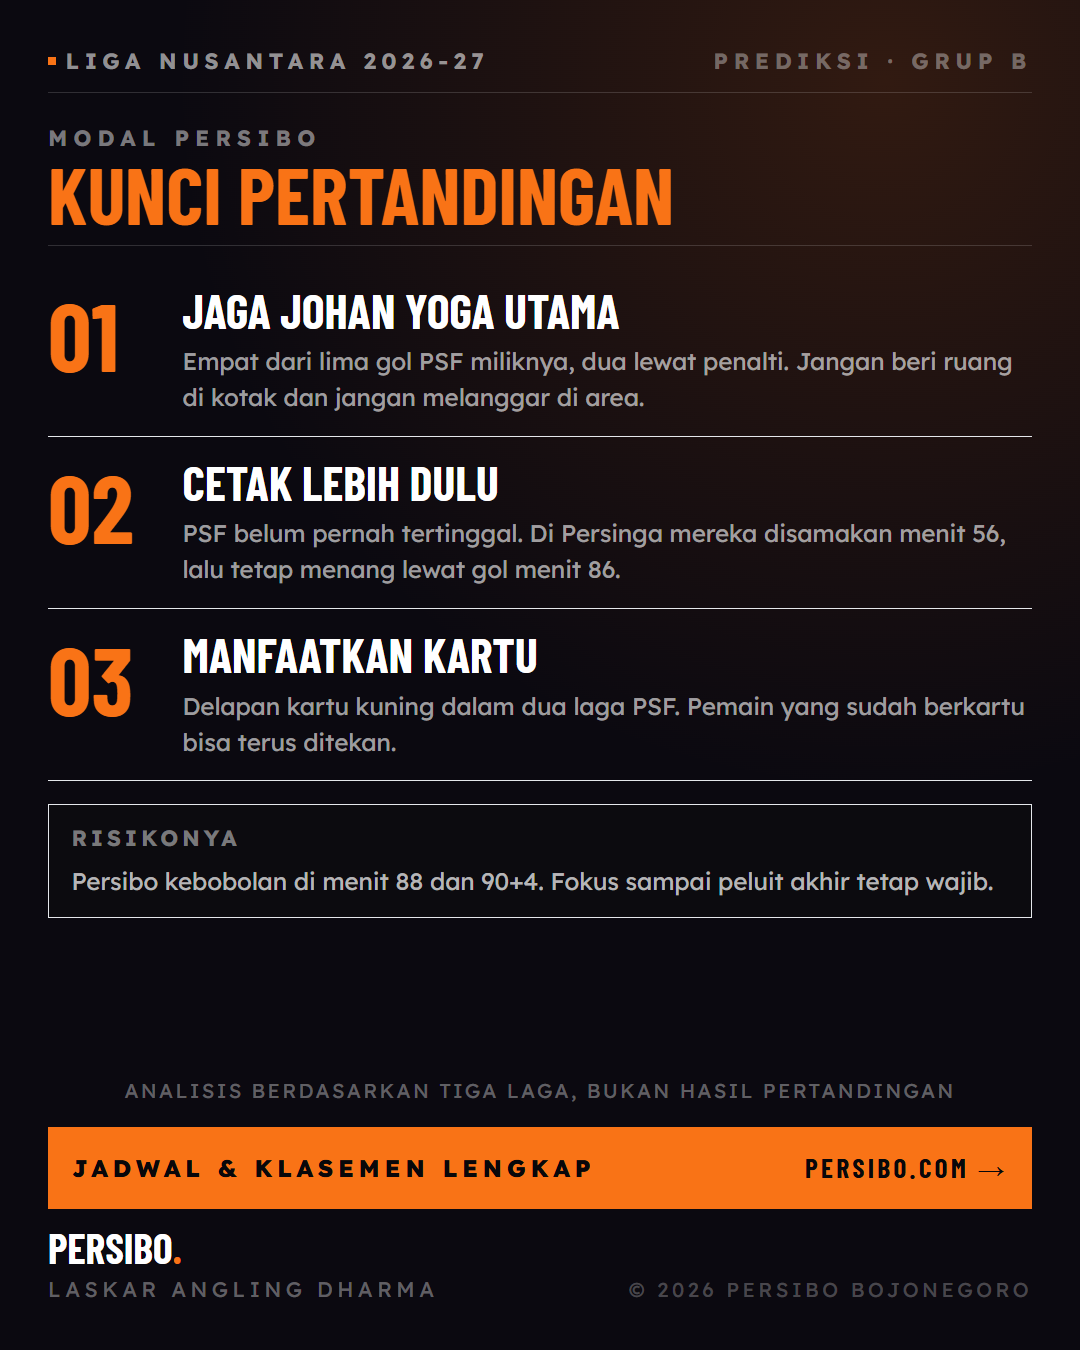 LIGA NUSANTARA 2026-27
PREDIKSI · GRUP B
MODAL PERSIBO
KUNCI PERTANDINGAN
01
JAGA JOHAN YOGA UTAMA
Empat dari lima gol PSF miliknya, dua lewat penalti. Jangan beri ruang
di kotak dan jangan melanggar di area.
02
CETAK LEBIH DULU
PSF belum pernah tertinggal. Di Persinga mereka disamakan menit 56,
lalu tetap menang lewat gol menit 86.
03
MANFAATKAN KARTU
Delapan kartu kuning dalam dua laga PSF. Pemain yang sudah berkartu
bisa terus ditekan.
RISIKONYA
Persibo kebobolan di menit 88 dan 90+4. Fokus sampai peluit akhir tetap wajib.
ANALISIS BERDASARKAN TIGA LAGA, BUKAN HASIL PERTANDINGAN
JADWAL & KLASEMEN LENGKAP
PERSIBO.COM →
PERSIBO.
LASKAR ANGLING DHARMA
© 2026 PERSIBO BOJONEGORO